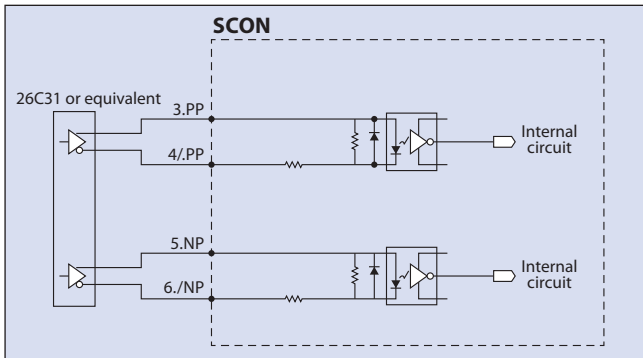 SCON
26C31 or equivalent
3.PP
4/.PP
Internal
circuit
5.NP
6./NP
Internal
circuit